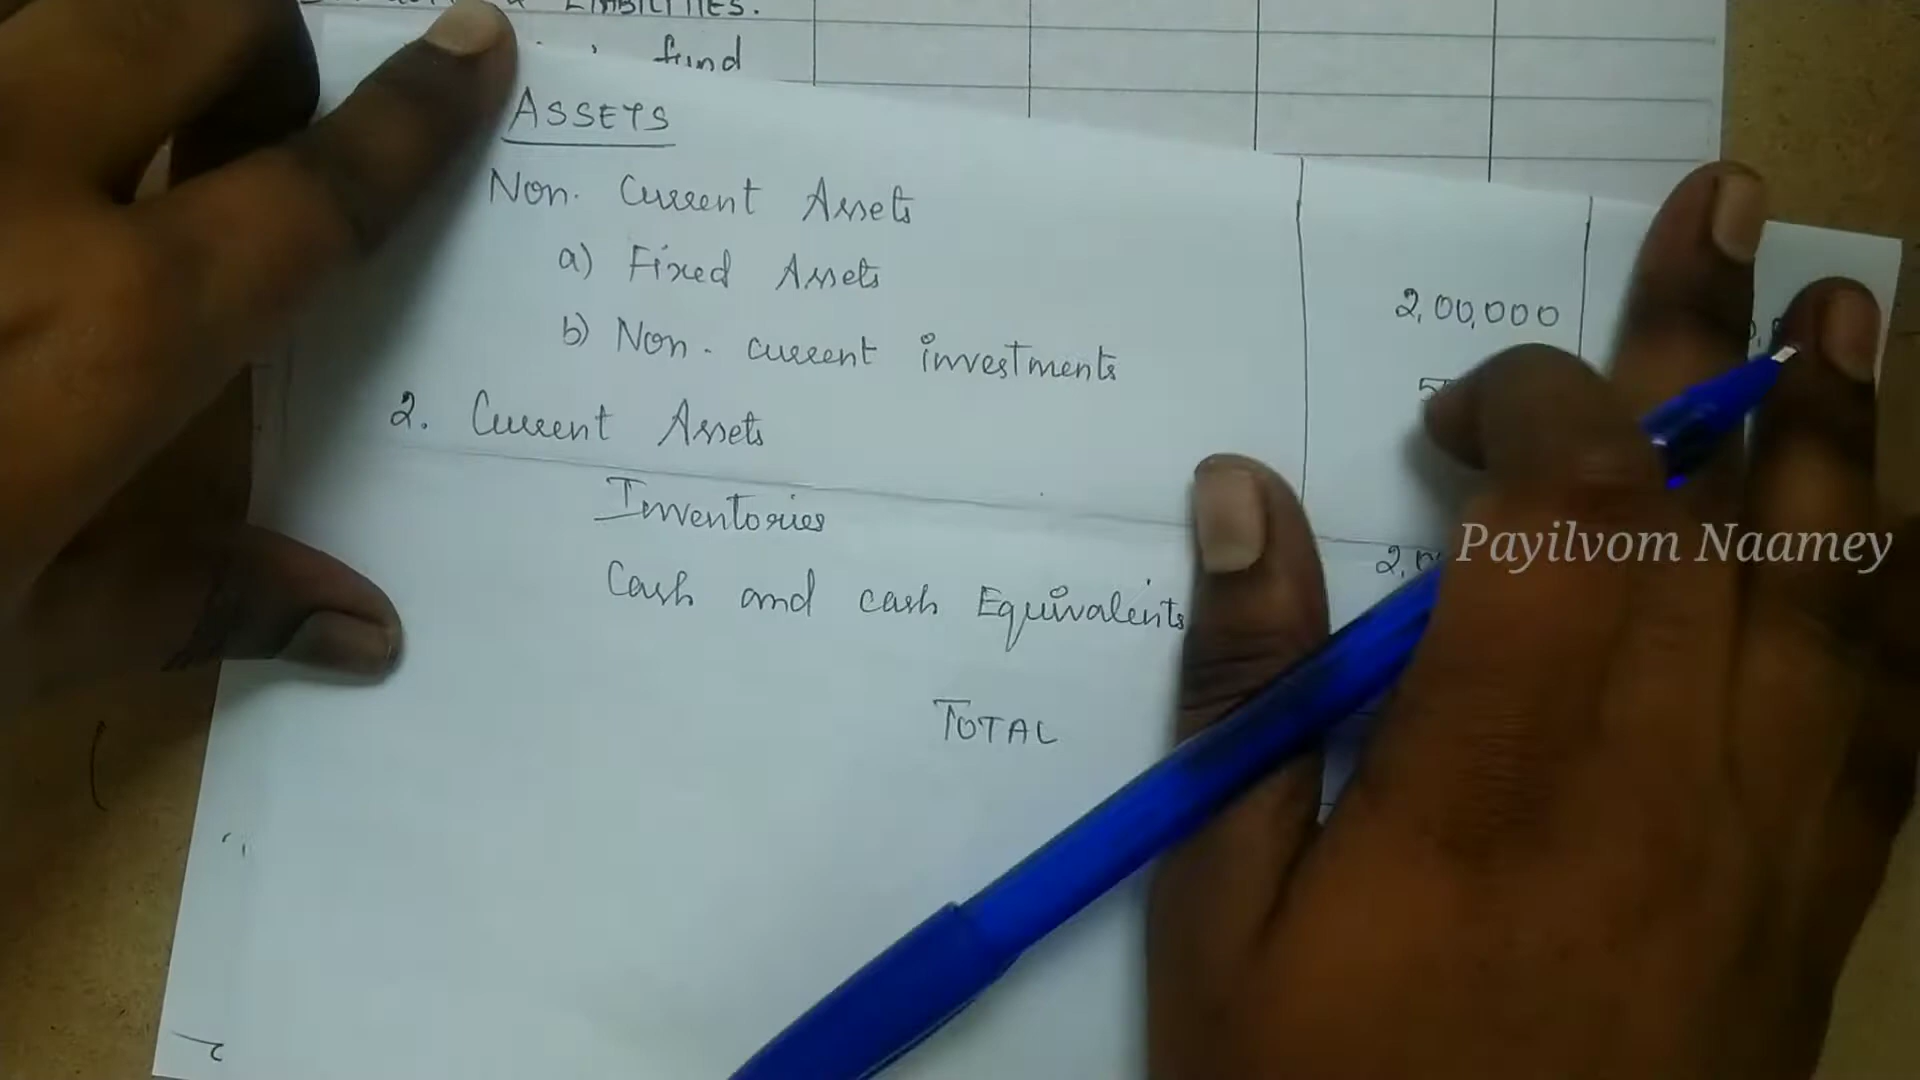 LIABILITIES.
fund
ASSETS
Non. Current Assets
a) Fixed Assets 2,00,000
b) Non. current investments
2. Current Assets
Inventories
Cash and cash Equivalents
TOTAL
Payilvom Naamey